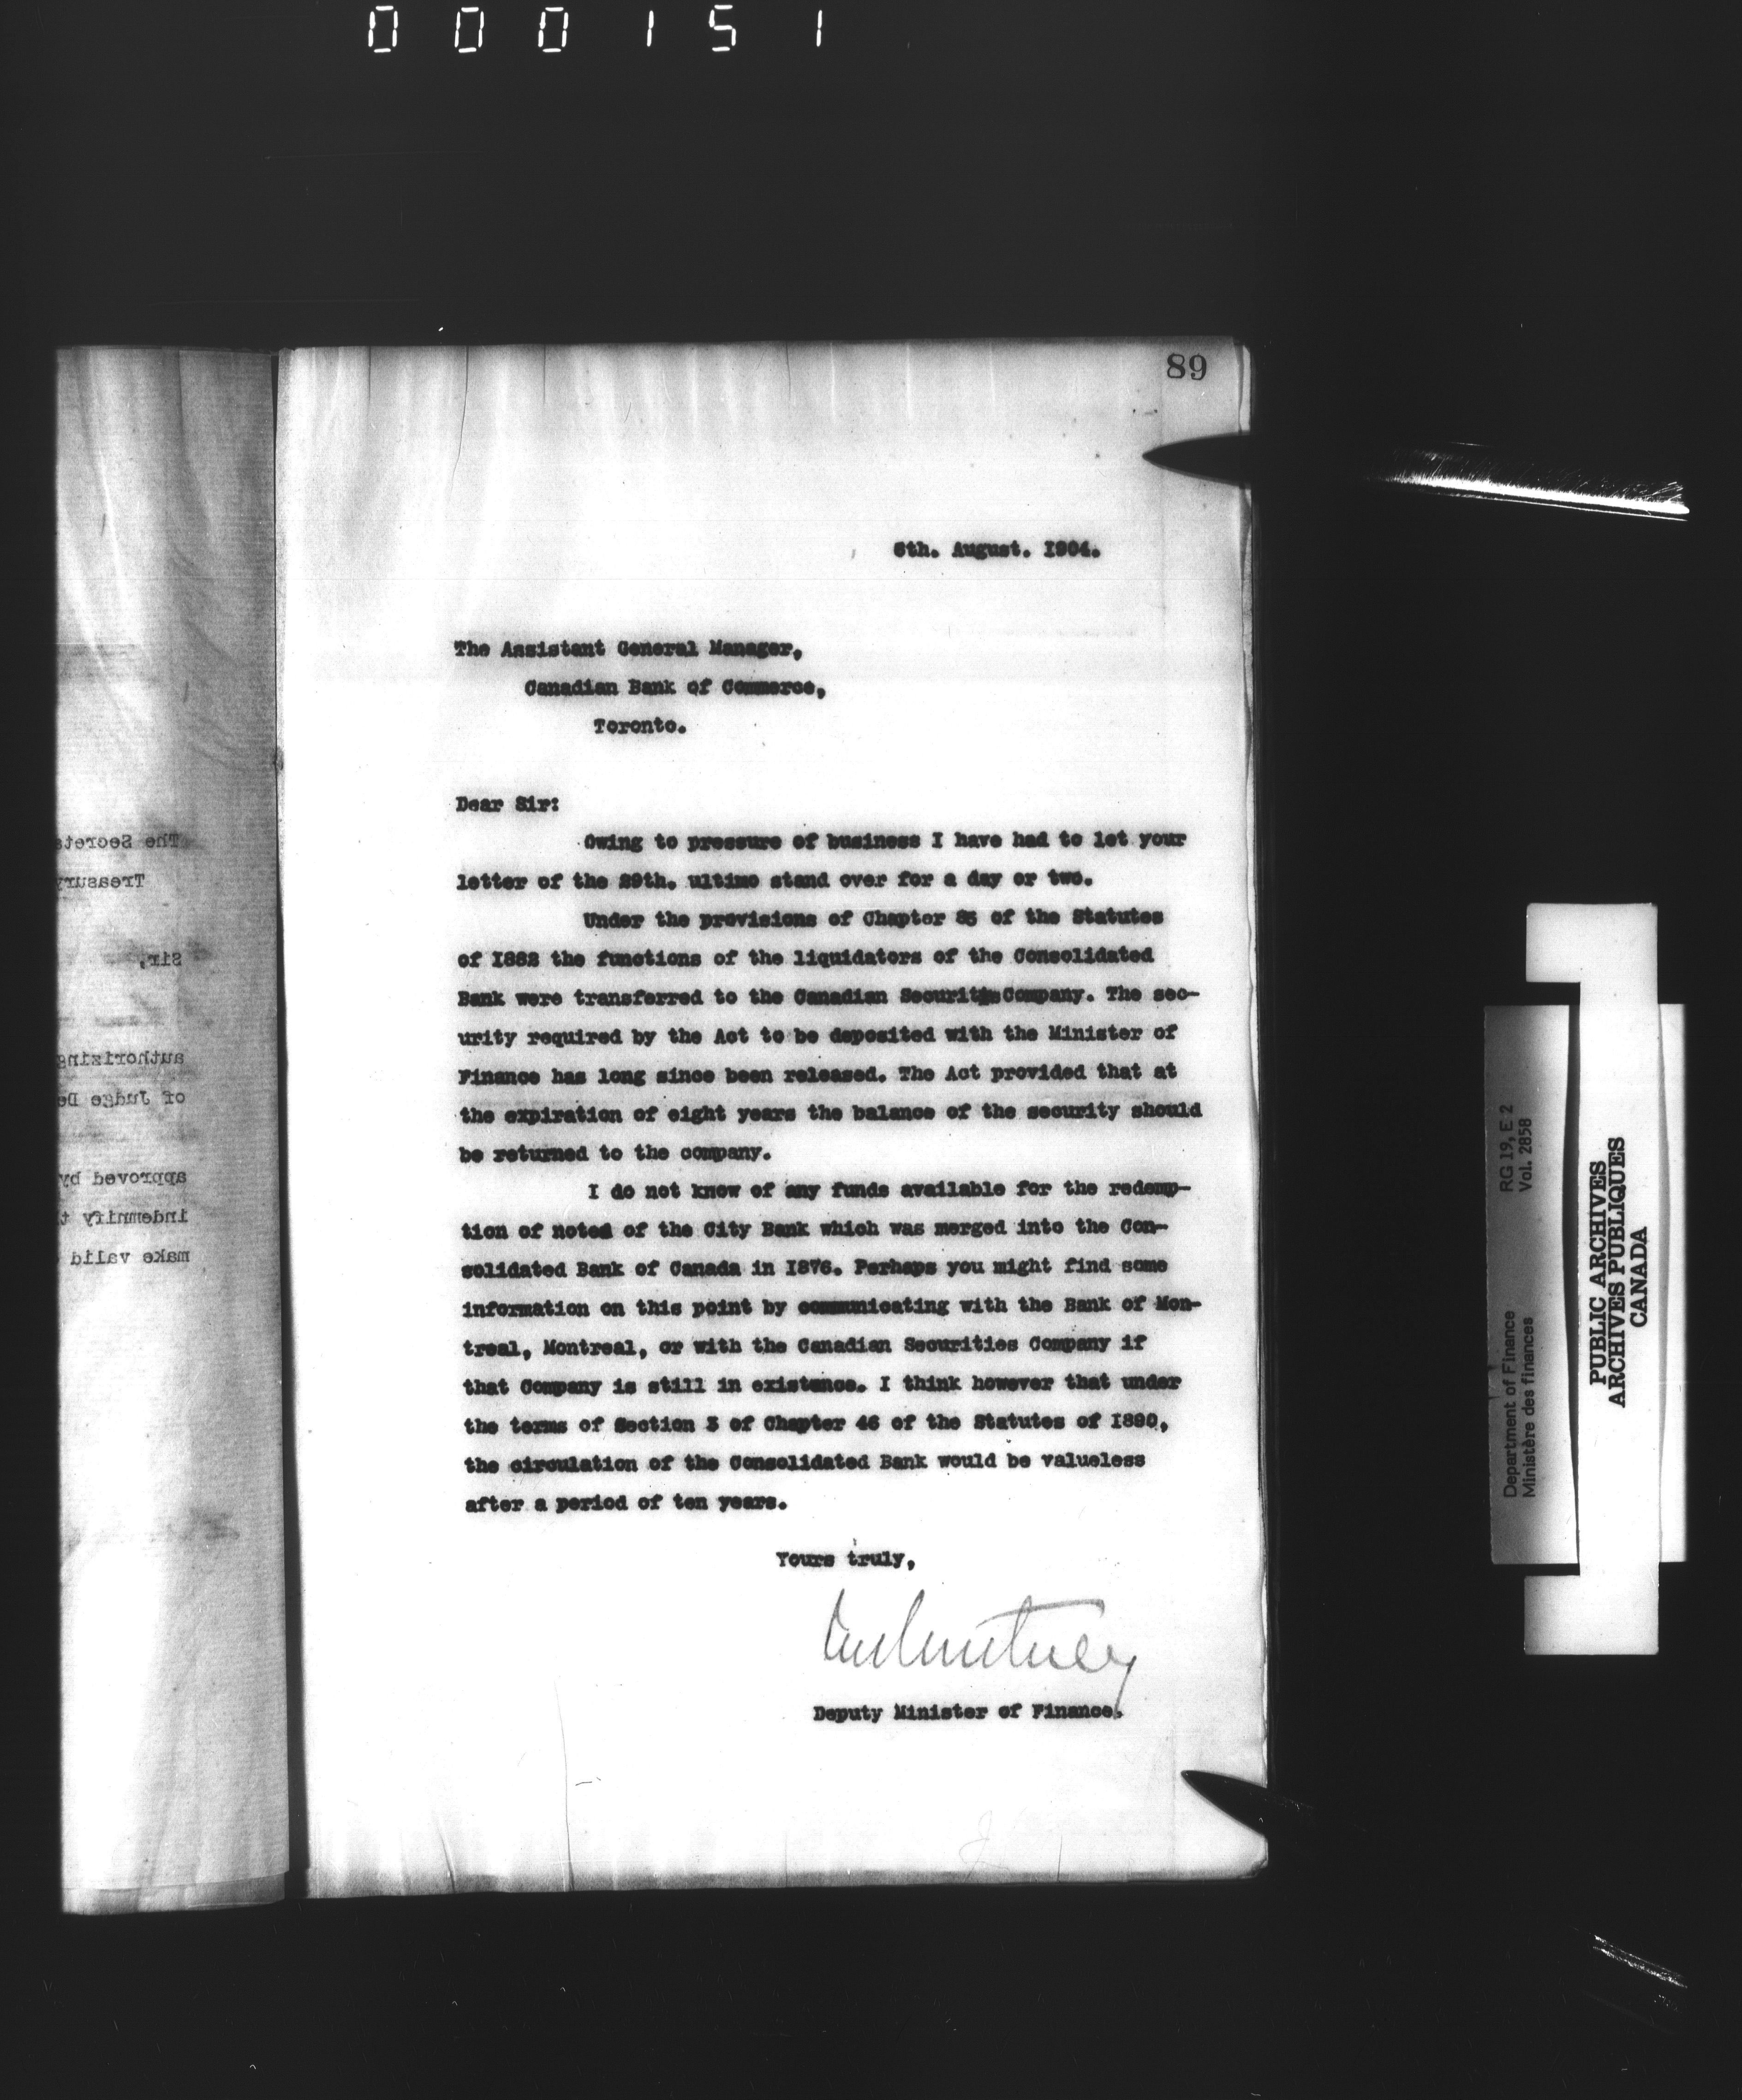 000151
89
6th. August. 1904.
The Assistant General Manager,
Canadian Bank of Commerce,
Toronto.
Dear Sir:
Owing to pressure of business I have had to let your
letter of the 29th. ultimo stand over for a day or two.
Under the provisions of Chapter 85 of the Statutes
of 1882 the functions of the liquidators of the Consolidated
Bank were transferred to the Canadian Securities Company. The sec-
urity required by the Act to be deposited with the Minister of
Finance has long since been released. The Act provided that at
the expiration of eight years the balance of the security should
be returned to the company.
I do not know of any funds available for the redemp-
tion of notes of the City Bank which was merged into the Con-
solidated Bank of Canada in 1876. Perhaps you might find some
information on this point by communicating with the Bank of Mon-
treal, Montreal, or with the Canadian Securities Company if
that Company is still in existence. I think however that under
the terms of Section 3 of Chapter 46 of the Statutes of 1880,
the circulation of the Consolidated Bank would be valueless
after a period of ten years.
Yours truly,
Deputy Minister of Finance.
The Secreta
Treasury
Sir,
authorizing
of Judge De
approved by
indemnify t
make valid
Department of Finance RG 19, E 2
Ministère des finances Vol. 2858
PUBLIC ARCHIVES
ARCHIVES PUBLIQUES
CANADA